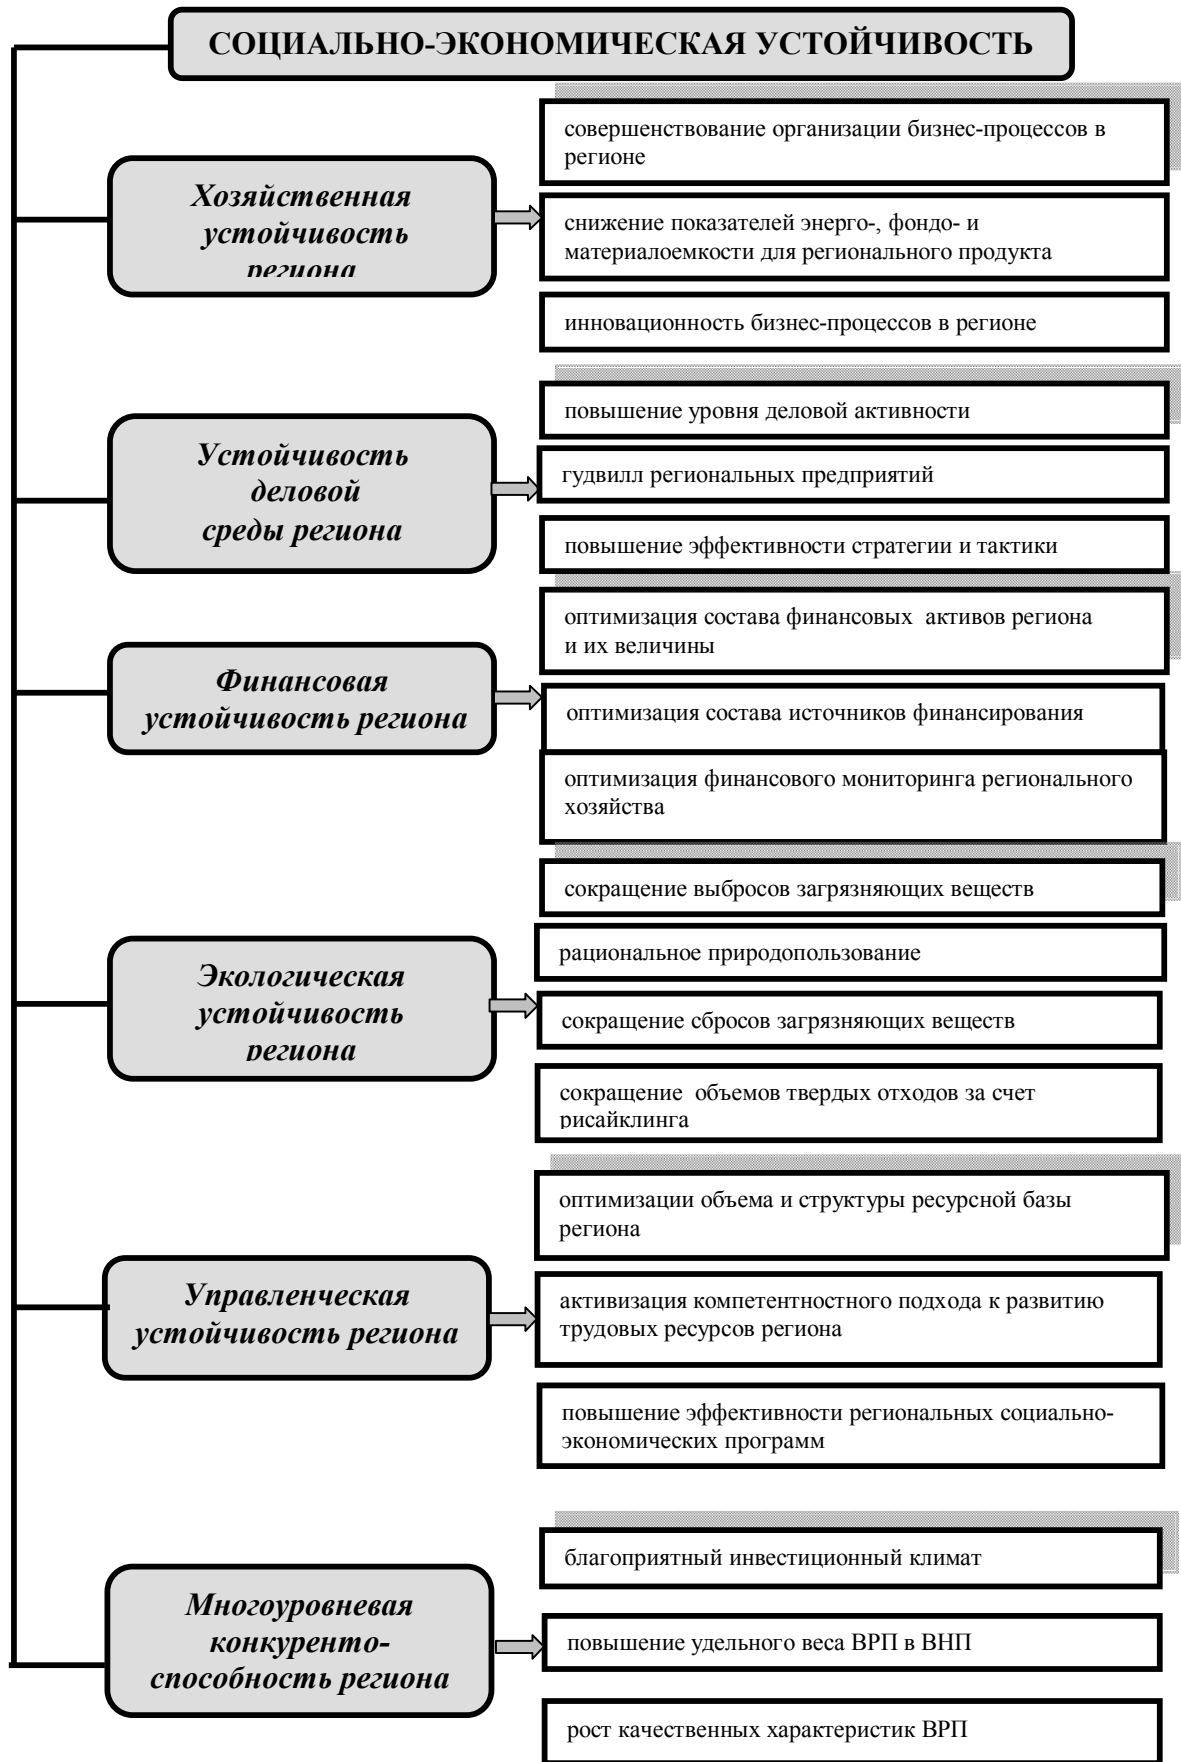 СОЦИАЛЬНО-ЭКОНОМИЧЕСКАЯ УСТОЙЧИВОСТЬ
Хозяйственная
устойчивость
региона
совершенствование организации бизнес-процессов в
регионе
снижение показателей энерго-, фондо- и
материалоемкости для регионального продукта
инновационность бизнес-процессов в регионе
Устойчивость
деловой
среды региона
повышение уровня деловой активности
гудвилл региональных предприятий
повышение эффективности стратегии и тактики
Финансовая
устойчивость региона
оптимизация состава финансовых активов региона
и их величины
оптимизация состава источников финансирования
оптимизация финансового мониторинга регионального
хозяйства
Экологическая
устойчивость
региона
сокращение выбросов загрязняющих веществ
рациональное природопользование
сокращение сбросов загрязняющих веществ
сокращение объемов твердых отходов за счет
рисайклинга
Управленческая
устойчивость региона
оптимизации объема и структуры ресурсной базы
региона
активизация компетентностного подхода к развитию
трудовых ресурсов региона
повышение эффективности региональных социально-
экономических программ
Многоуровневая
конкуренто-
способность региона
благоприятный инвестиционный климат
повышение удельного веса ВРП в ВНП
рост качественных характеристик ВРП